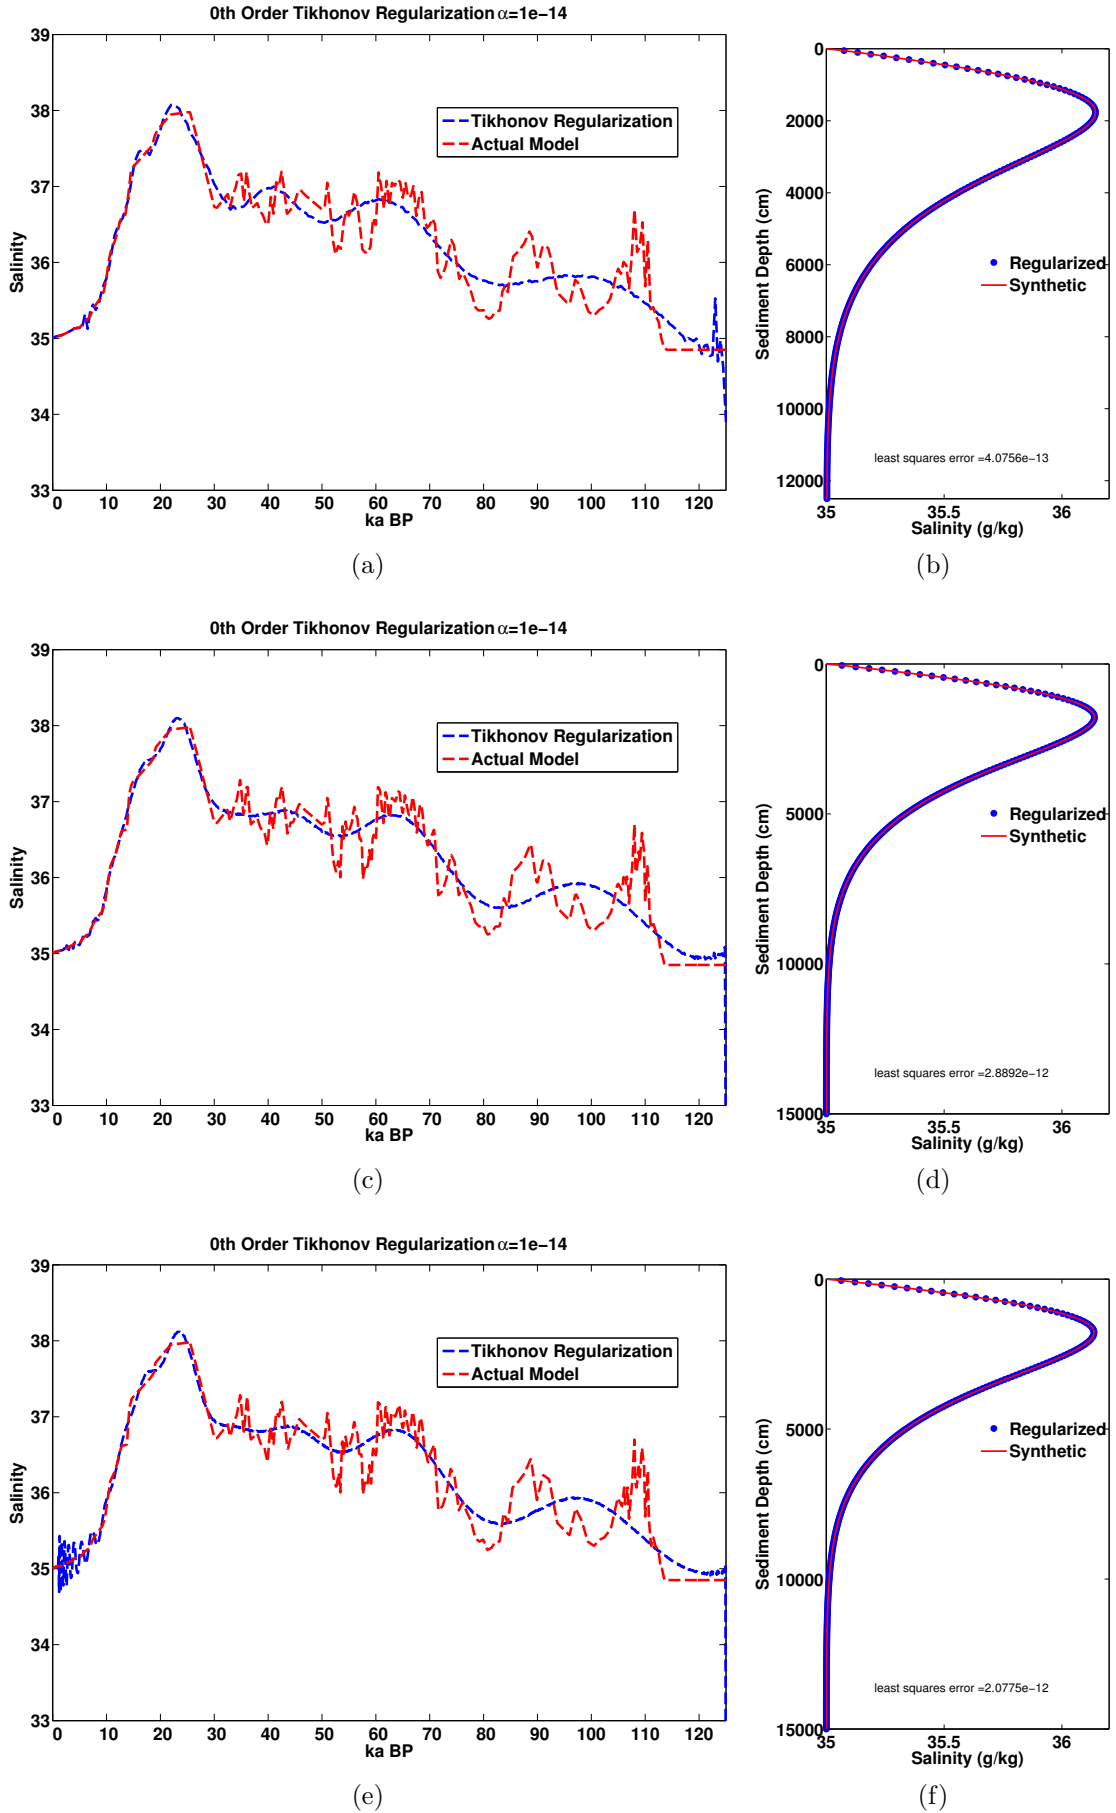 0th Order Tikhonov Regularization α=1e−14
39
38
37
36
35
34
33
Salinity
Tikhonov Regularization
Actual Model
0 10 20 30 40 50 60 70 80 90 100 110 120
ka BP
(a)
0
2000
4000
6000
8000
10000
12000
Sediment Depth (cm)
Regularized
Synthetic
least squares error =4.0756e−13
35 35.5 36
Salinity (g/kg)
(b)
0th Order Tikhonov Regularization α=1e−14
39
38
37
36
35
34
33
Salinity
Tikhonov Regularization
Actual Model
0 10 20 30 40 50 60 70 80 90 100 110 120
ka BP
(c)
0
5000
10000
15000
Sediment Depth (cm)
Regularized
Synthetic
least squares error =2.8892e−12
35 35.5 36
Salinity (g/kg)
(d)
0th Order Tikhonov Regularization α=1e−14
39
38
37
36
35
34
33
Salinity
Tikhonov Regularization
Actual Model
0 10 20 30 40 50 60 70 80 90 100 110 120
ka BP
(e)
0
5000
10000
15000
Sediment Depth (cm)
Regularized
Synthetic
least squares error =2.0775e−12
35 35.5 36
Salinity (g/kg)
(f)